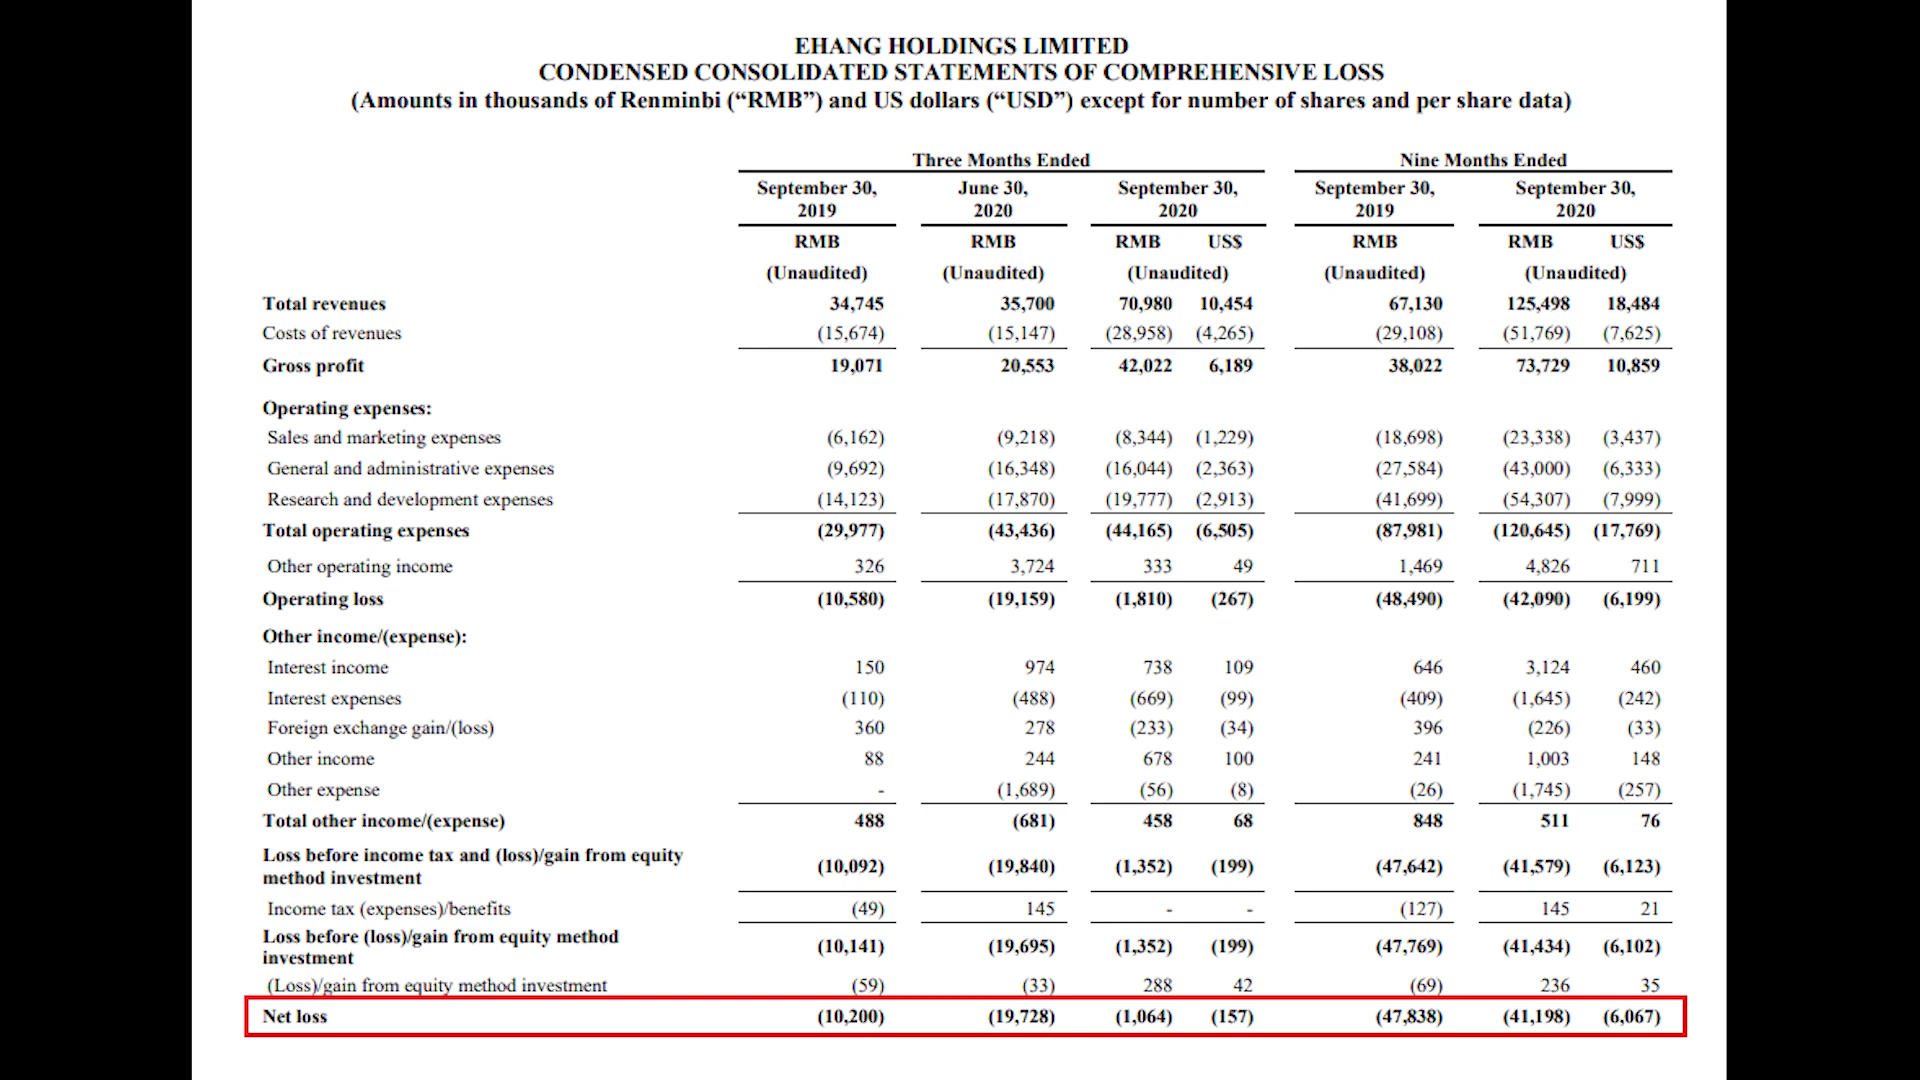 EHANG HOLDINGS LIMITED
CONDENSED CONSOLIDATED STATEMENTS OF COMPREHENSIVE LOSS
(Amounts in thousands of Renminbi (“RMB”) and US dollars (“USD”) except for number of shares and per share data)
Three Months Ended Nine Months Ended
September 30, June 30, September 30, September 30, September 30,
2019 2020 2020 2019 2020
RMB RMB RMB US$ RMB RMB US$
(Unaudited) (Unaudited) (Unaudited) (Unaudited) (Unaudited)
Total revenues 34,745 35,700 70,980 10,454 67,130 125,498 18,484
Costs of revenues (15,674) (15,147) (28,958) (4,265) (29,108) (51,769) (7,625)
Gross profit 19,071 20,553 42,022 6,189 38,022 73,729 10,859
Operating expenses:
Sales and marketing expenses (6,162) (9,218) (8,344) (1,229) (18,698) (23,338) (3,437)
General and administrative expenses (9,692) (16,348) (16,044) (2,363) (27,584) (43,000) (6,333)
Research and development expenses (14,123) (17,870) (19,777) (2,913) (41,699) (54,307) (7,999)
Total operating expenses (29,977) (43,436) (44,165) (6,505) (87,981) (120,645) (17,769)
Other operating income 326 3,724 333 49 1,469 4,826 711
Operating loss (10,580) (19,159) (1,810) (267) (48,490) (42,090) (6,199)
Other income/(expense):
Interest income 150 974 738 109 646 3,124 460
Interest expenses (110) (488) (669) (99) (409) (1,645) (242)
Foreign exchange gain/(loss) 360 278 (233) (34) 396 (226) (33)
Other income 88 244 678 100 241 1,003 148
Other expense - (1,689) (56) (8) (26) (1,745) (257)
Total other income/(expense) 488 (681) 458 68 848 511 76
Loss before income tax and (loss)/gain from equity
method investment (10,092) (19,840) (1,352) (199) (47,642) (41,579) (6,123)
Income tax (expenses)/benefits (49) 145 - - (127) 145 21
Loss before (loss)/gain from equity method
investment (10,141) (19,695) (1,352) (199) (47,769) (41,434) (6,102)
(Loss)/gain from equity method investment (59) (33) 288 42 (69) 236 35
Net loss (10,200) (19,728) (1,064) (157) (47,838) (41,198) (6,067)